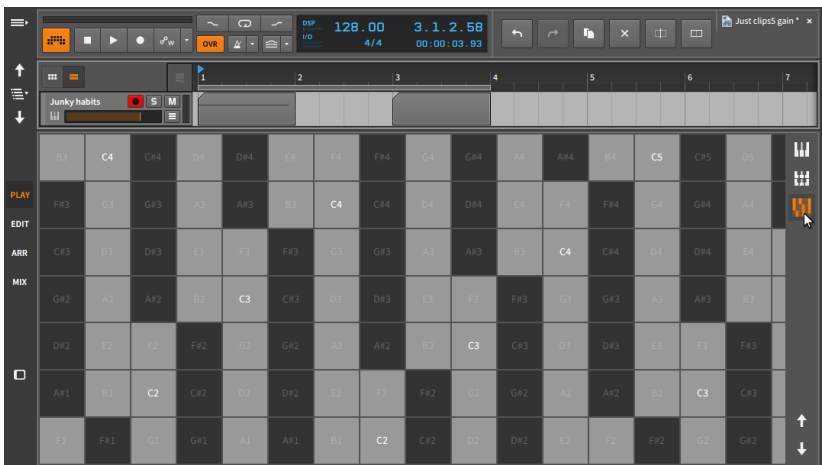 DSP
I/O
128.00
4/4
3.1.2.58
00:00:03.93
Just clips5 gain* ×
OVR
W
1 2 3 4 5 6 7
Junky habits S M
PLAY
EDIT
ARR
MIX
B3 C4 C#4 D4 D#4 E4 F4 F#4 G4 G#4 A4 A#4 B4 C5 C#5 D5
F#3 G3 G#3 A3 A#3 B3 C4 C#4 D4 D#4 E4 F4 F#4 G4 G#4 A4
C#3 D3 D#3 E3 F3 F#3 G3 G#3 A3 A#3 B3 C4 C#4 D4 D#4 E4
G#2 A2 A#2 B2 C3 C#3 D3 D#3 E3 F3 F#3 G3 G#3 A3 A#3 B3
D#2 E2 F2 F#2 G2 G#2 A2 A#2 B2 C3 C#3 D3 D#3 E3 F3 F#3
A#1 B1 C2 C#2 D2 D#2 E2 F2 F#2 G2 G#2 A2 A#2 B2 C3 C#3
F1 F#1 G1 G#1 A1 A#1 B1 C2 C#2 D2 D#2 E2 F2 F#2 G2 G#2